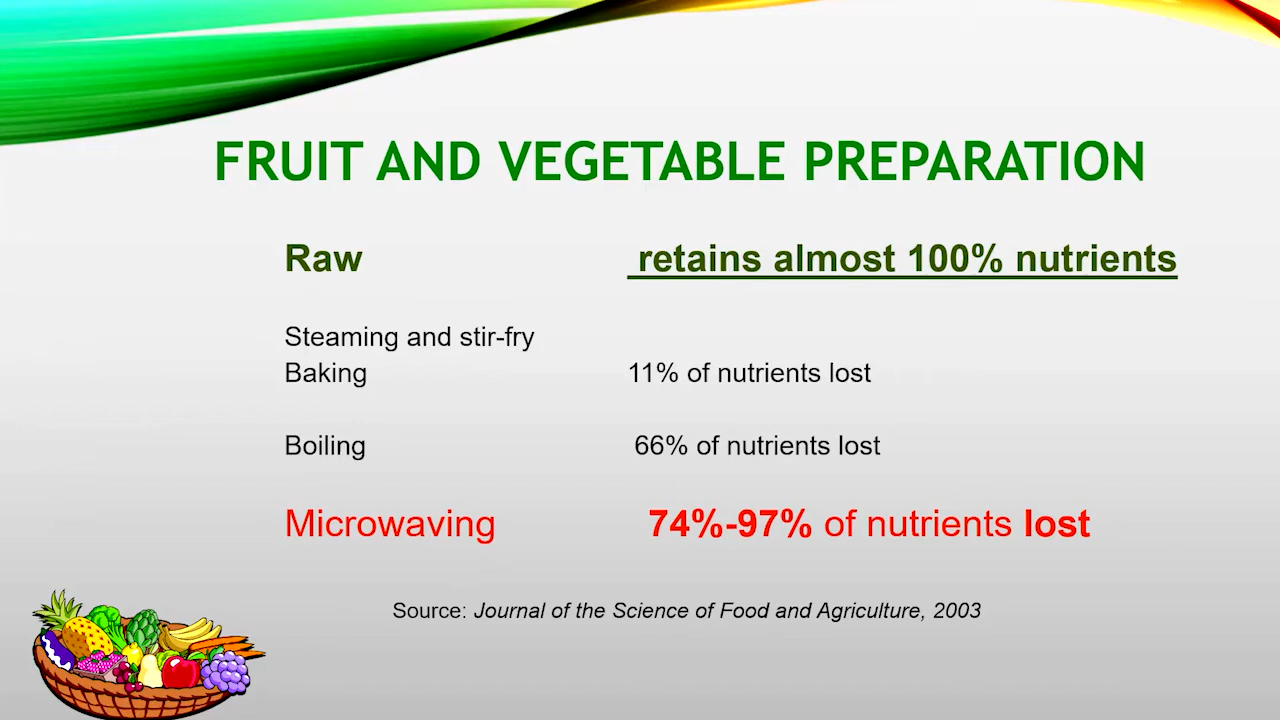 FRUIT AND VEGETABLE PREPARATION
Raw retains almost 100% nutrients
Steaming and stir-fry
Baking 11% of nutrients lost
Boiling 66% of nutrients lost
Microwaving 74%-97% of nutrients lost
Source: Journal of the Science of Food and Agriculture, 2003